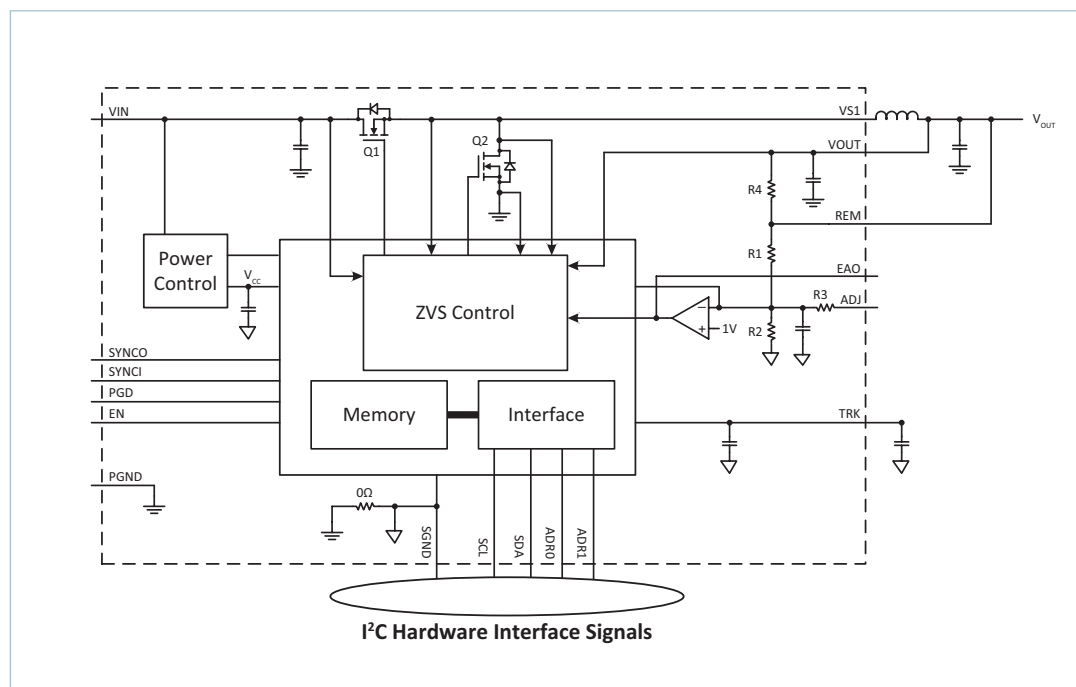 VIN
VS1
V_OUT
Q1
Q2
VOUT
R4
REM
R1
Power Control
V_CC
EAO
ZVS Control
R3
ADJ
1V
R2
SYNCO
SYNCI
PGD
EN
Memory
Interface
TRK
PGND
0Ω
SGND
SCL
SDA
ADR0
ADR1
I²C Hardware Interface Signals